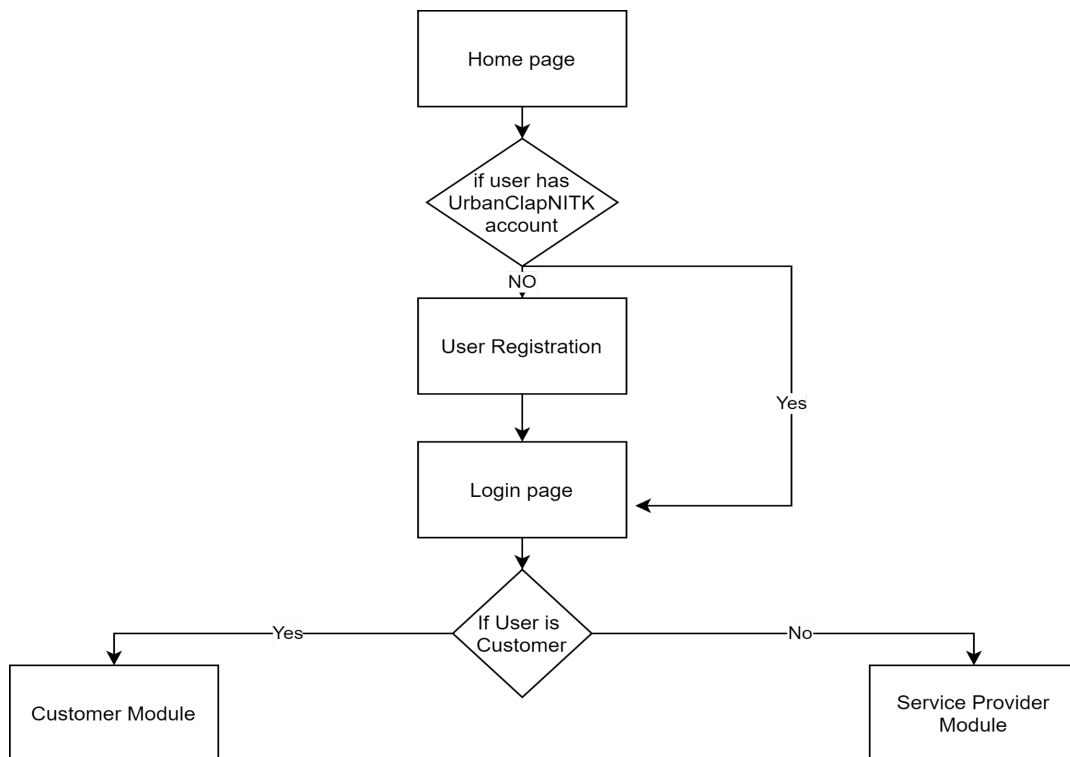 Home page
if user has
UrbanClapNITK
account
NO
User Registration
Yes
Login page
If User is
Customer
Yes
No
Customer Module
Service Provider
Module